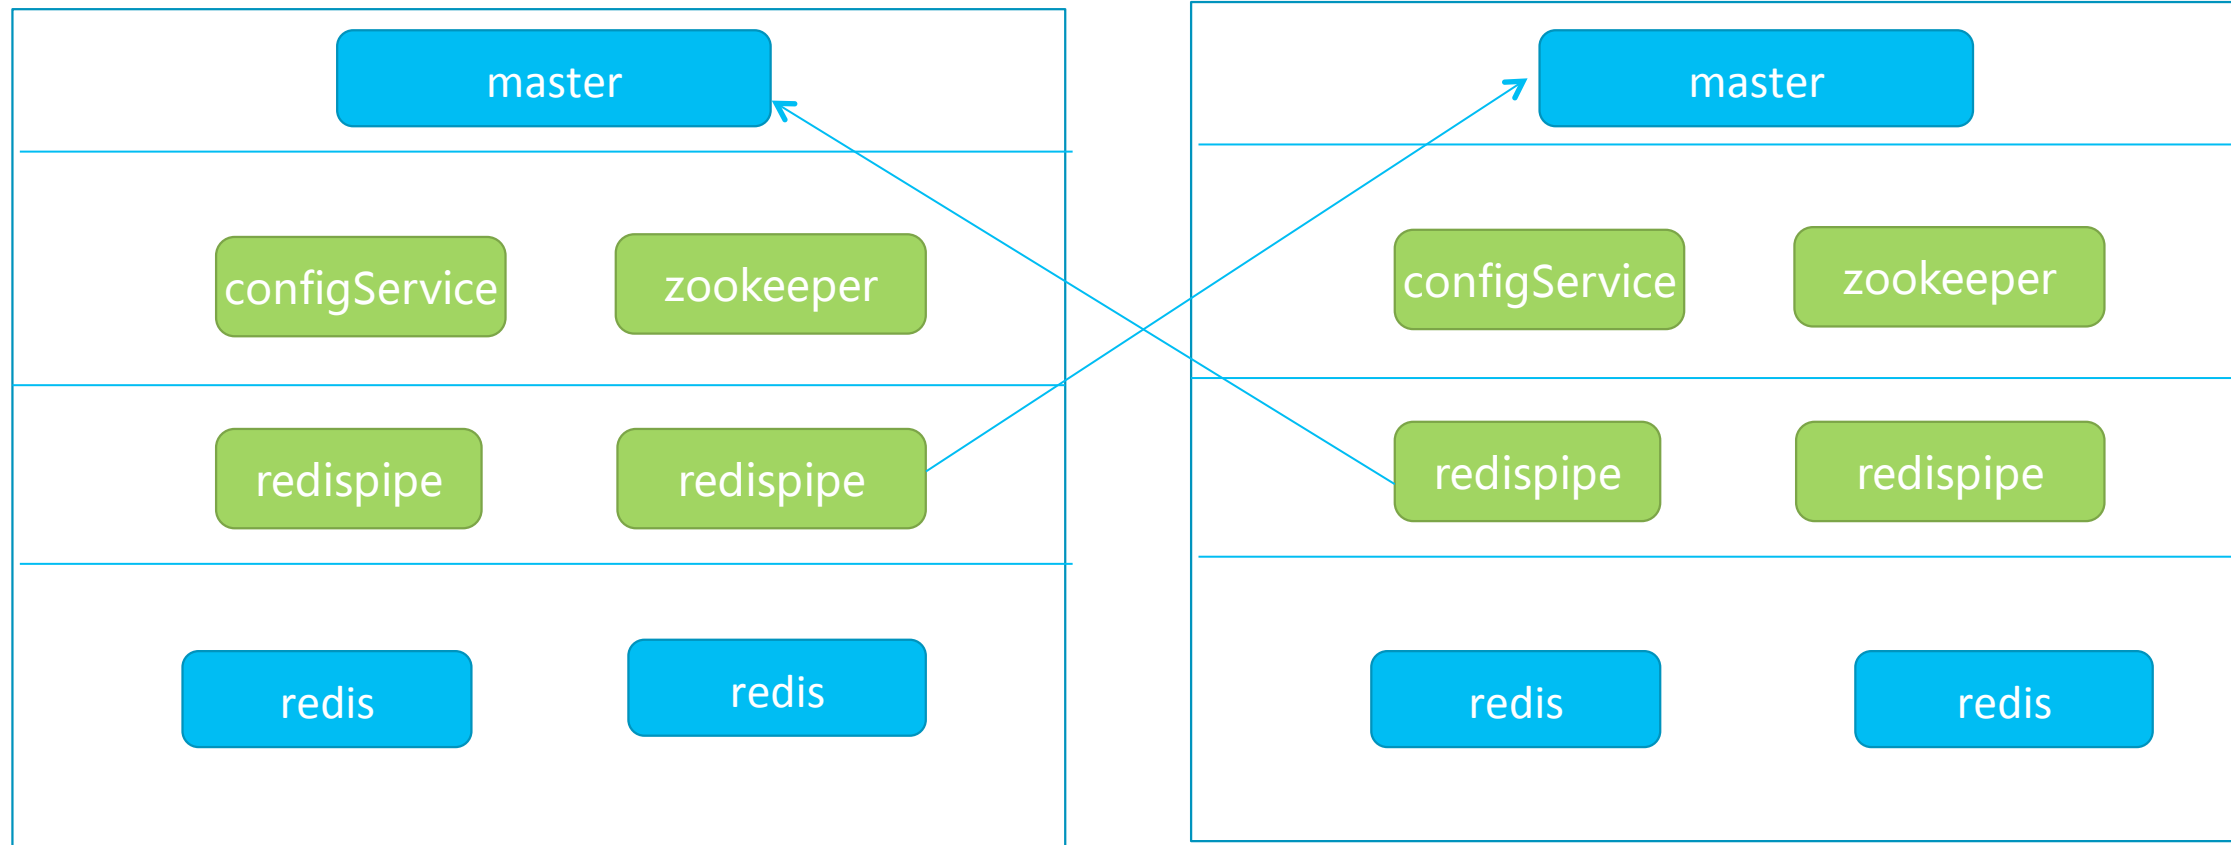 master
configService
zookeeper
redispipe
redispipe
redis
redis
master
configService
zookeeper
redispipe
redispipe
redis
redis